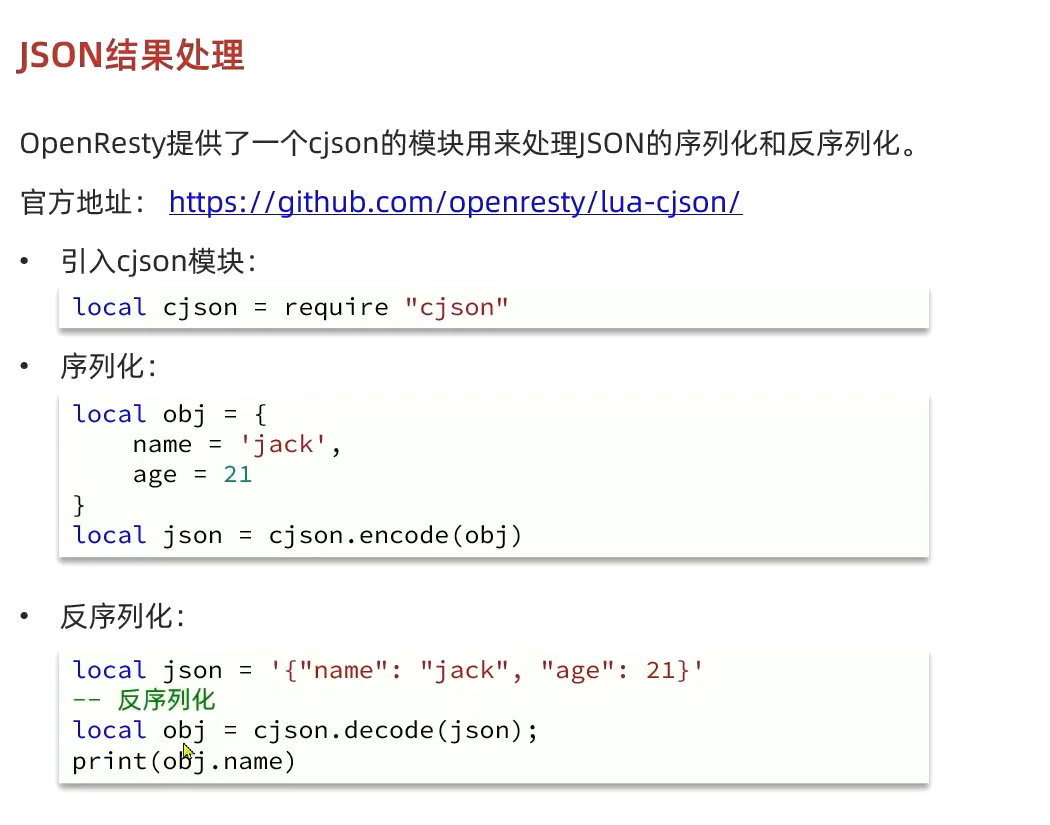 JSON结果处理
OpenResty提供了一个cjson的模块用来处理JSON的序列化和反序列化。
官方地址： https://github.com/openresty/lua-cjson/
• 引入cjson模块：
local cjson = require "cjson"
• 序列化：
local obj = {
    name = 'jack',
    age = 21
}
local json = cjson.encode(obj)
• 反序列化：
local json = '{"name": "jack", "age": 21}'
-- 反序列化
local obj = cjson.decode(json);
print(obj.name)